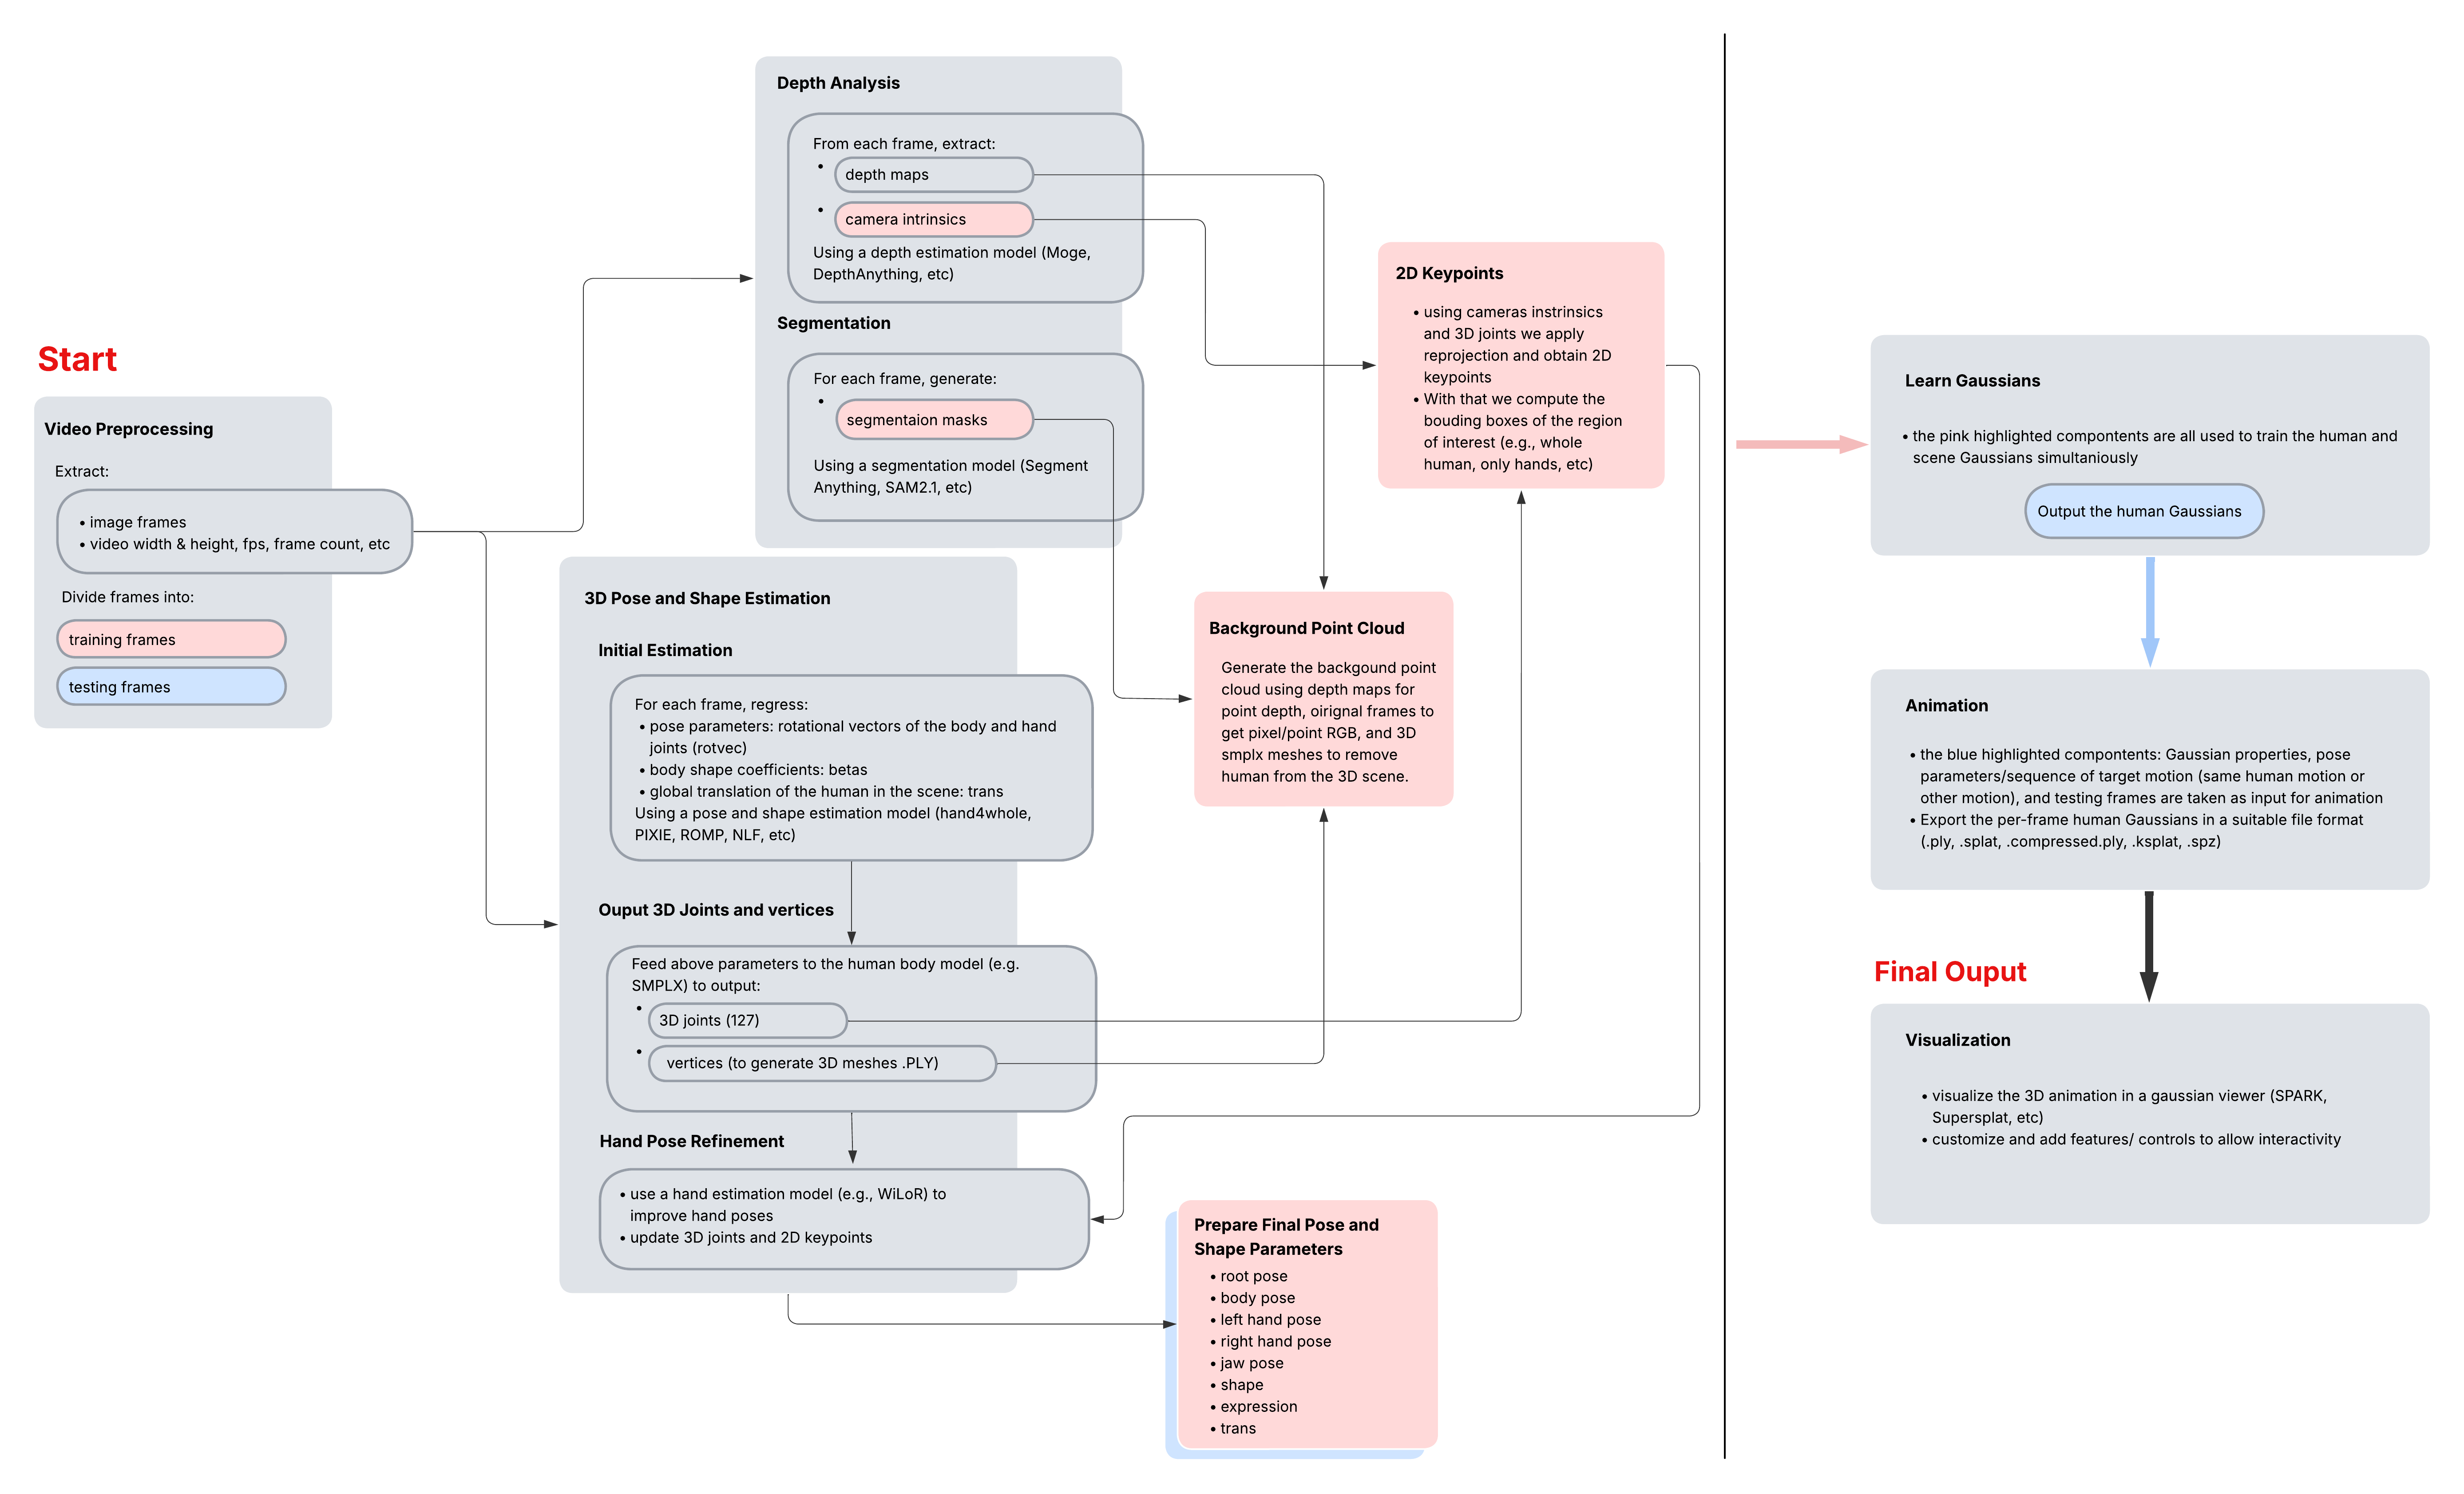 Start
Video Preprocessing
Extract:
• image frames
• video width & height, fps, frame count, etc
Divide frames into:
training frames
testing frames
Depth Analysis
From each frame, extract:
• depth maps
• camera intrinsics
Using a depth estimation model (Moge,
DepthAnything, etc)
Segmentation
For each frame, generate:
• segmentaion masks
Using a segmentation model (Segment
Anything, SAM2.1, etc)
3D Pose and Shape Estimation
Initial Estimation
For each frame, regress:
• pose parameters: rotational vectors of the body and hand
joints (rotvec)
• body shape coefficients: betas
• global translation of the human in the scene: trans
Using a pose and shape estimation model (hand4whole,
PIXIE, ROMP, NLF, etc)
Ouput 3D Joints and vertices
Feed above parameters to the human body model (e.g.
SMPLX) to output:
• 3D joints (127)
• vertices (to generate 3D meshes .PLY)
Hand Pose Refinement
• use a hand estimation model (e.g., WiLoR) to
improve hand poses
• update 3D joints and 2D keypoints
2D Keypoints
• using cameras instrinsics
and 3D joints we apply
reprojection and obtain 2D
keypoints
• With that we compute the
bouding boxes of the region
of interest (e.g., whole
human, only hands, etc)
Background Point Cloud
Generate the backgound point
cloud using depth maps for
point depth, oirignal frames to
get pixel/point RGB, and 3D
smplx meshes to remove
human from the 3D scene.
Prepare Final Pose and
Shape Parameters
• root pose
• body pose
• left hand pose
• right hand pose
• jaw pose
• shape
• expression
• trans
Learn Gaussians
• the pink highlighted compontents are all used to train the human and
scene Gaussians simultaniously
Output the human Gaussians
Animation
• the blue highlighted compontents: Gaussian properties, pose
parameters/sequence of target motion (same human motion or
other motion), and testing frames are taken as input for animation
• Export the per-frame human Gaussians in a suitable file format
(.ply, .splat, .compressed.ply, .ksplat, .spz)
Final Ouput
Visualization
• visualize the 3D animation in a gaussian viewer (SPARK,
Supersplat, etc)
• customize and add features/ controls to allow interactivity